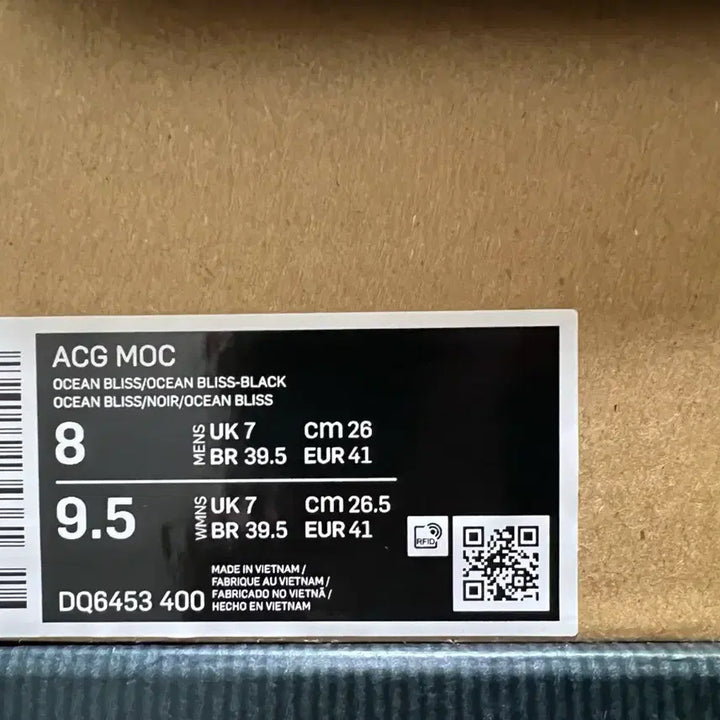 ACG MOC
OCEAN BLISS/OCEAN BLISS-BLACK
OCEAN BLISS/NOIR/OCEAN BLISS
8 MENS UK 7 cm 26
BR 39.5 EUR 41
9.5 WMNS UK 7 cm 26.5
BR 39.5 EUR 41
RFID
MADE IN VIETNAM /
FABRIQUE AU VIETNAM /
FABRICADO NO VIETNÃ /
HECHO EN VIETNAM
DQ6453 400